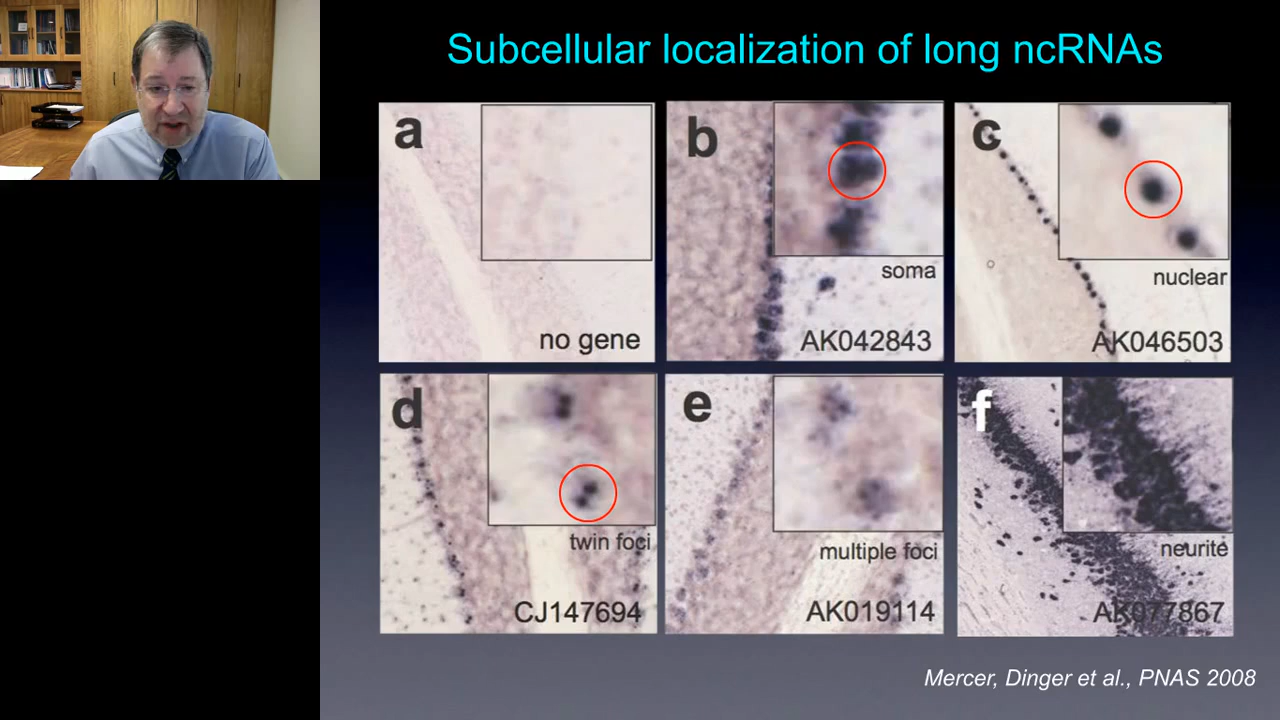 Subcellular localization of long ncRNAs
a
no gene
b
soma
AK042843
c
nuclear
AK046503
d
twin foci
CJ147694
e
multiple foci
AK019114
f
neurite
AK077867
Mercer, Dinger et al., PNAS 2008